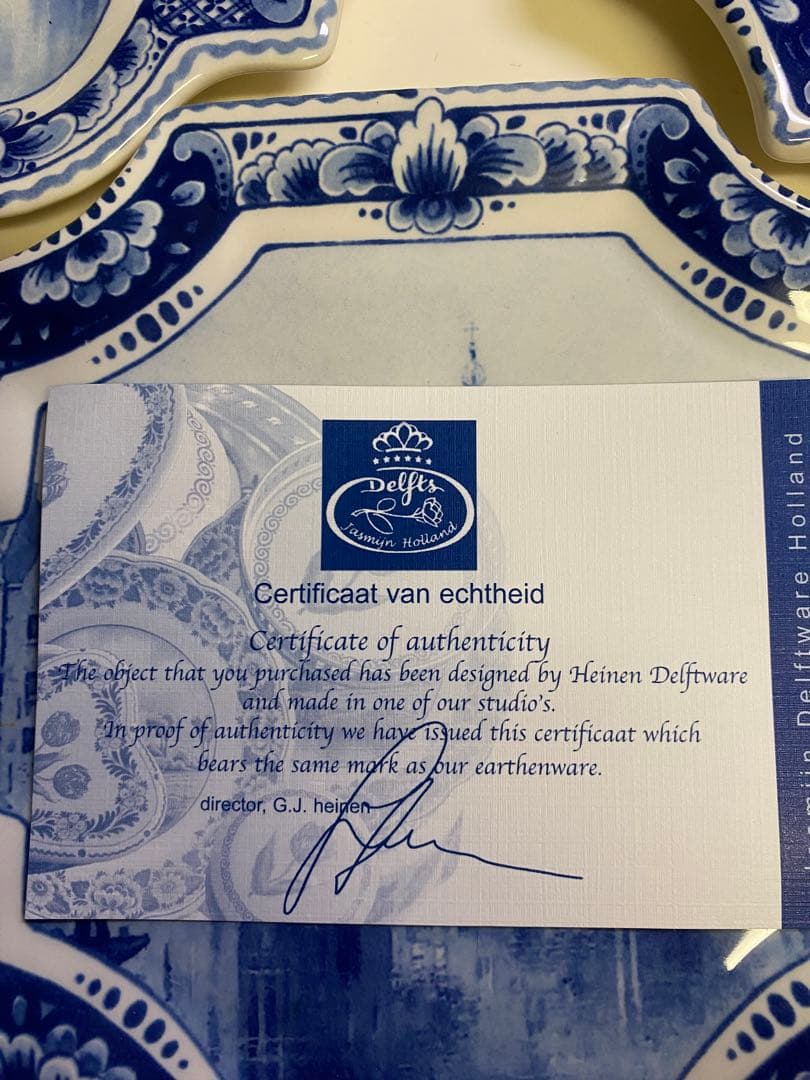 Delfts
Jasmijn Holland
Certificaat van echtheid
Certificate of authenticity
The object that you purchased has been designed by Heinen Delftware
and made in one of our studio's.
In proof of authenticity we have issued this certificaat which
bears the same mark as our earthenware.
director, G.J. heinen
Delftware Holland